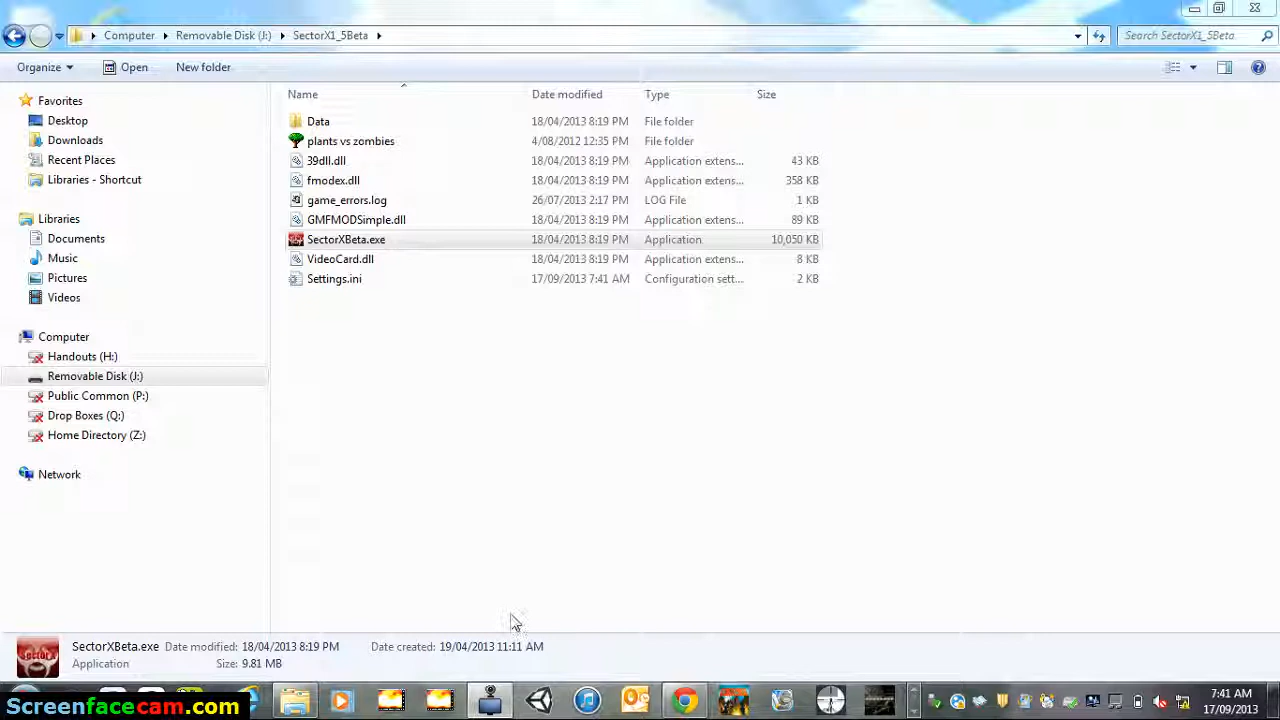 Computer Removable Disk (J:) SectorX1_5Beta Search SectorX1_5Beta
Organize Open New folder
Name Date modified Type Size
Favorites
Desktop
Downloads
Recent Places
Libraries - Shortcut
Libraries
Documents
Music
Pictures
Videos
Computer
Handouts (H:)
Removable Disk (J:)
Public Common (P:)
Drop Boxes (Q:)
Home Directory (Z:)
Network
Data 18/04/2013 8:19 PM File folder
plants vs zombies 4/08/2012 12:35 PM File folder
39dll.dll 18/04/2013 8:19 PM Application extens... 43 KB
fmodex.dll 18/04/2013 8:19 PM Application extens... 358 KB
game_errors.log 26/07/2013 2:17 PM LOG File 1 KB
GMFMODSimple.dll 18/04/2013 8:19 PM Application extens... 89 KB
SectorXBeta.exe 18/04/2013 8:19 PM Application 10,050 KB
VideoCard.dll 18/04/2013 8:19 PM Application extens... 8 KB
Settings.ini 17/09/2013 7:41 AM Configuration sett... 2 KB
SectorXBeta.exe Date modified: 18/04/2013 8:19 PM Date created: 19/04/2013 11:11 AM
Application Size: 9.81 MB
SectorX
Screenfacecam.com
7:41 AM
17/09/2013